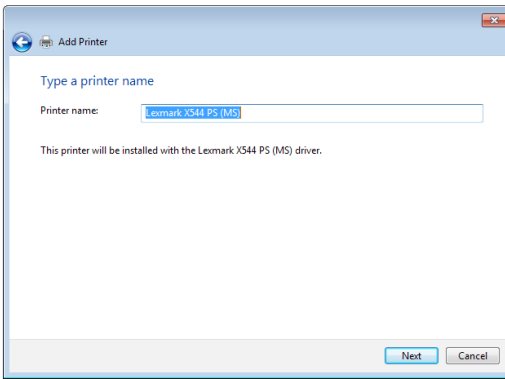 Add Printer
Type a printer name
Printer name: Lexmark X544 PS (MS)
This printer will be installed with the Lexmark X544 PS (MS) driver.
Next Cancel